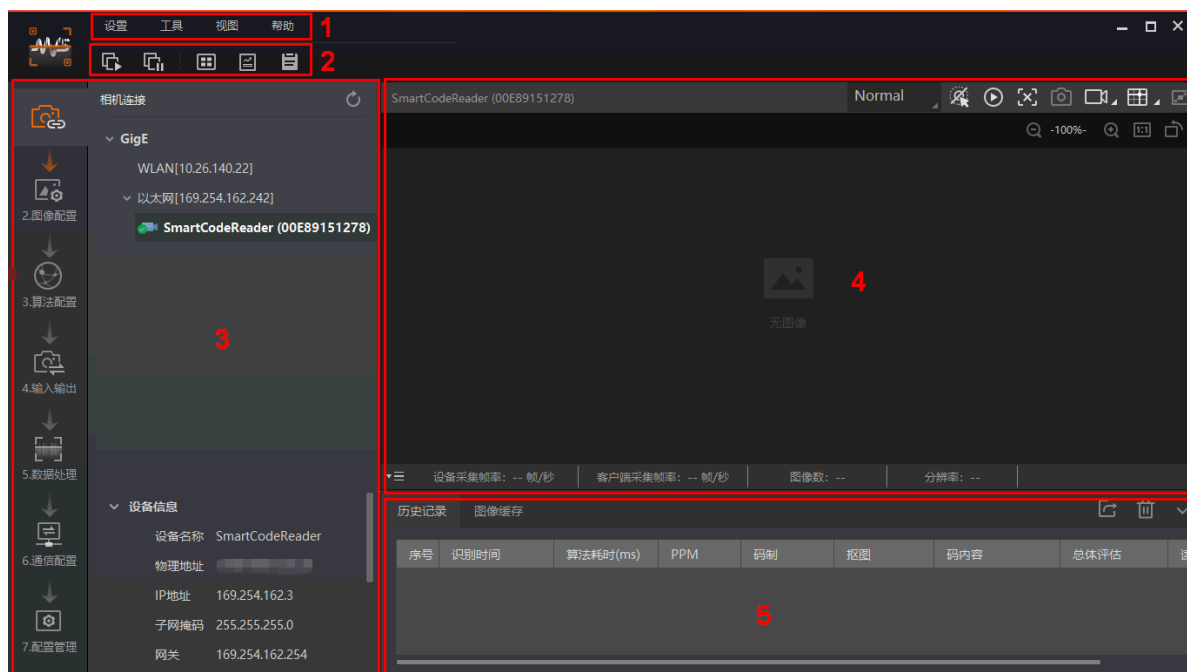 设置 工具 视图 帮助 1
2
相机连接
SmartCodeReader (00E89151278) Normal
GigE
-100%- 1:1
WLAN[10.26.140.22]
以太网[169.254.162.242]
SmartCodeReader (00E89151278)
2.图像配置
3.算法配置
3
4
无图像
4.输入输出
5.数据处理
设备采集帧率: -- 帧/秒 客户端采集帧率: -- 帧/秒 图像数: -- 分辨率: --
设备信息
历史记录 图像缓存
设备名称 SmartCodeReader
序号 识别时间 算法耗时(ms) PPM 码制 抠图 码内容 总体评估
6.通信配置
物理地址
IP地址 169.254.162.3
5
子网掩码 255.255.255.0
7.配置管理
网关 169.254.162.254